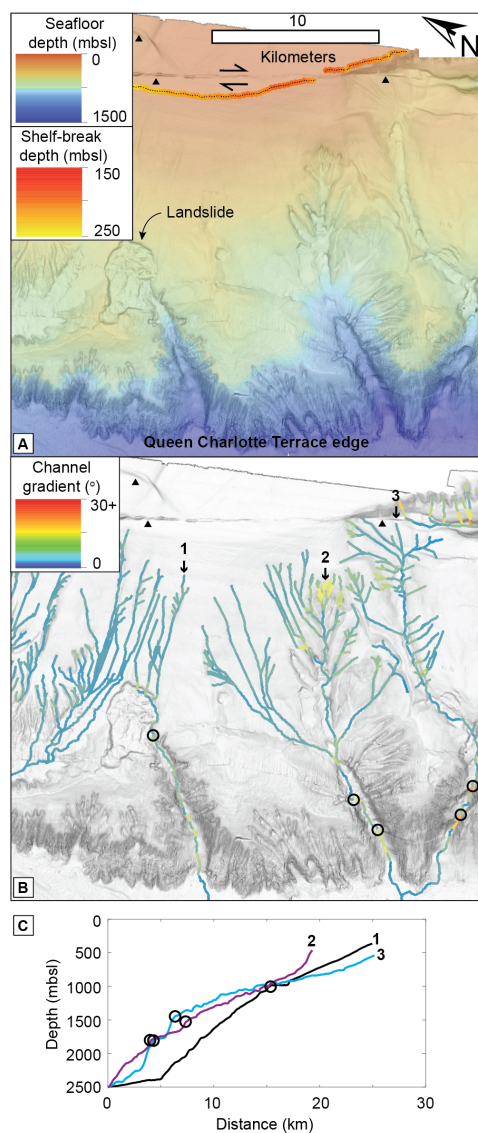 10
Kilometers
N
Seafloor
depth (mbsl)
0
1500
Shelf-break
depth (mbsl)
150
250
Landslide
A
Queen Charlotte Terrace edge
Channel
gradient (°)
30+
0
1
2
3
B
C
0
500
1000
1500
2000
2500
Depth (mbsl)
2
1
3
0
10
20
30
Distance (km)